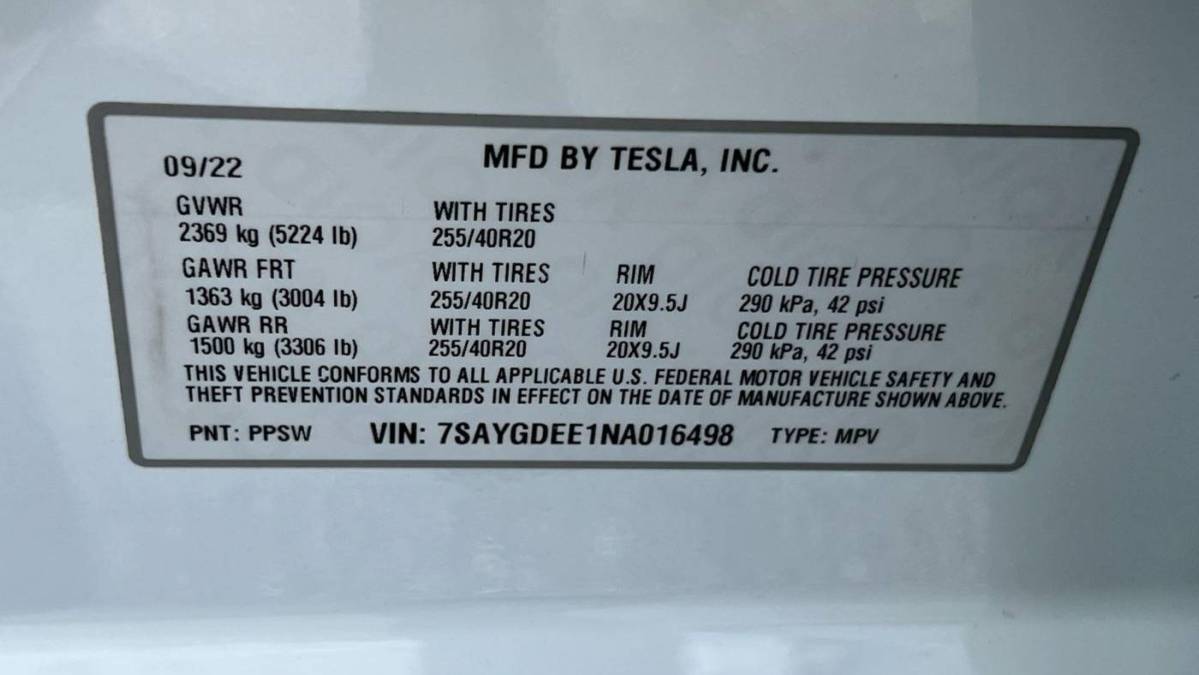 09/22 MFD BY TESLA, INC.
GVWR WITH TIRES
2369 kg (5224 lb) 255/40R20
GAWR FRT WITH TIRES RIM COLD TIRE PRESSURE
1363 kg (3004 lb) 255/40R20 20X9.5J 290 kPa, 42 psi
GAWR RR WITH TIRES RIM COLD TIRE PRESSURE
1500 kg (3306 lb) 255/40R20 20X9.5J 290 kPa, 42 psi
THIS VEHICLE CONFORMS TO ALL APPLICABLE U.S. FEDERAL MOTOR VEHICLE SAFETY AND
THEFT PREVENTION STANDARDS IN EFFECT ON THE DATE OF MANUFACTURE SHOWN ABOVE.
PNT: PPSW VIN: 7SAYGDEE1NA016498 TYPE: MPV